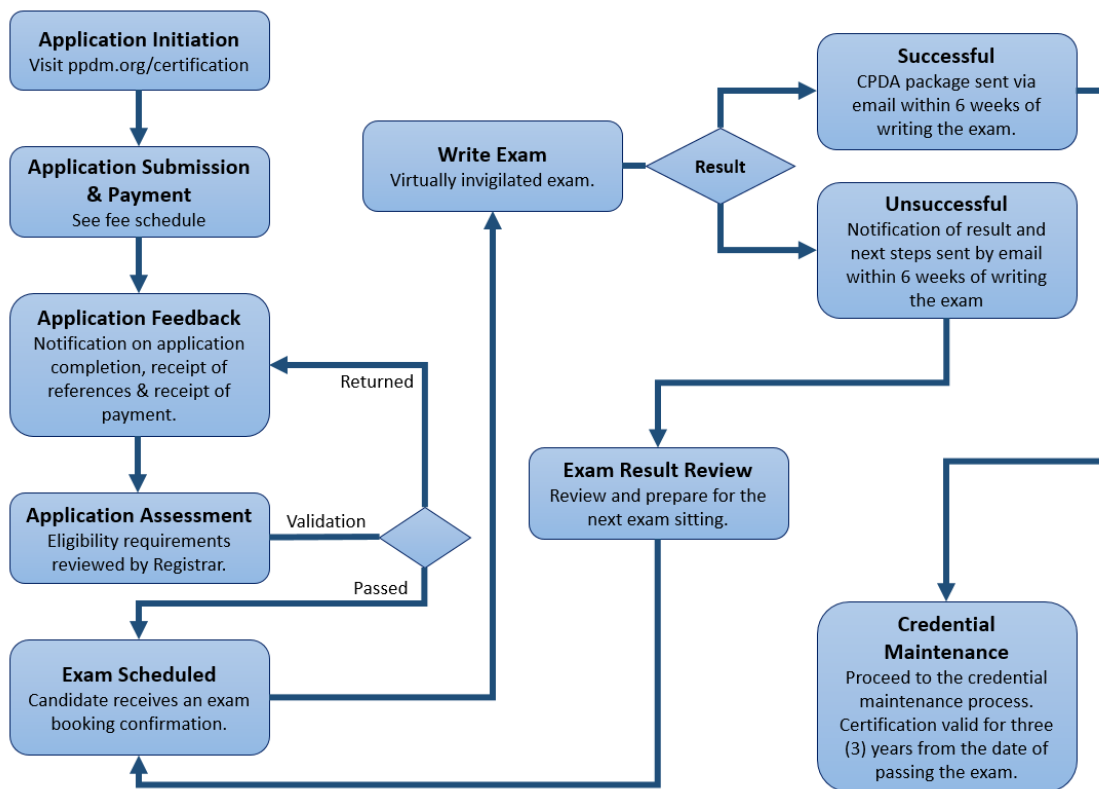 Application Initiation
Visit ppdm.org/certification
Application Submission
& Payment
See fee schedule
Application Feedback
Notification on application
completion, receipt of
references & receipt of
payment.
Returned
Application Assessment
Eligibility requirements
reviewed by Registrar.
Validation
Passed
Exam Scheduled
Candidate receives an exam
booking confirmation.
Write Exam
Virtually invigilated exam.
Result
Successful
CPDA package sent via
email within 6 weeks of
writing the exam.
Unsuccessful
Notification of result and
next steps sent by email
within 6 weeks of writing
the exam
Exam Result Review
Review and prepare for the
next exam sitting.
Credential
Maintenance
Proceed to the credential
maintenance process.
Certification valid for three
(3) years from the date of
passing the exam.